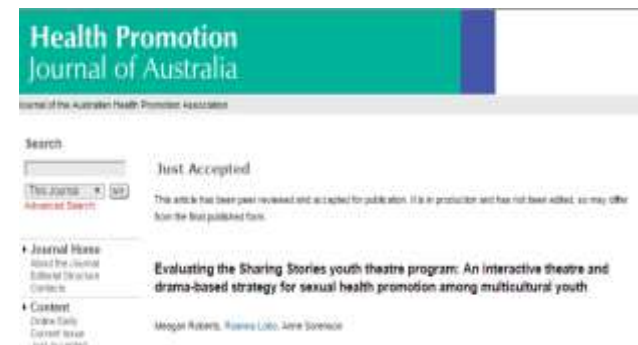 Health Promotion
Journal of Australia
Journal of the Australian Health Promotion Association
Search
This Journal
Advanced Search
Just Accepted
This article has been peer reviewed and accepted for publication. It is in production and has not been edited, so may differ
from the final published form.
Journal Home
About the Journal
Editorial Structure
Contacts
Content
Online Early
Current Issue
Just Accepted
Evaluating the Sharing Stories youth theatre program: An interactive theatre and
drama-based strategy for sexual health promotion among multicultural youth
Meagan Roberts, Roanna Lobo, Anne Sorenson